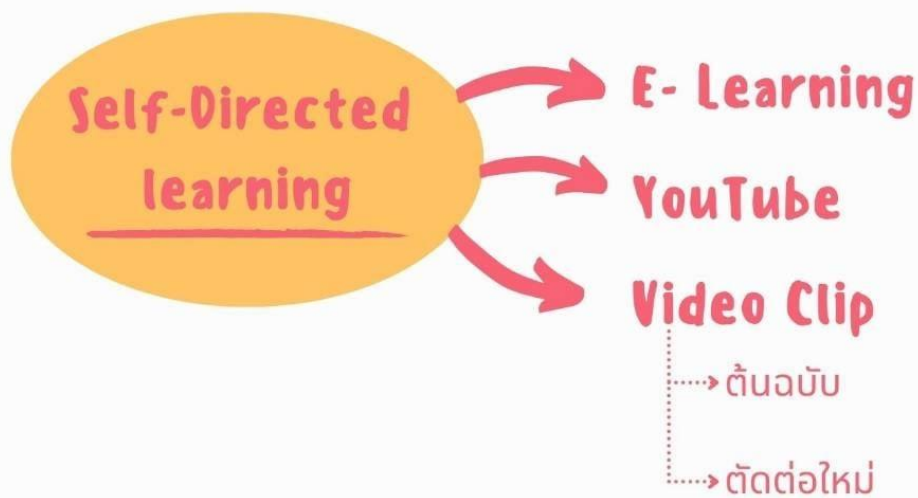 Self-Directed
learning
E- Learning
YouTube
Video Clip
ต้นฉบับ
ตัดต่อใหม่